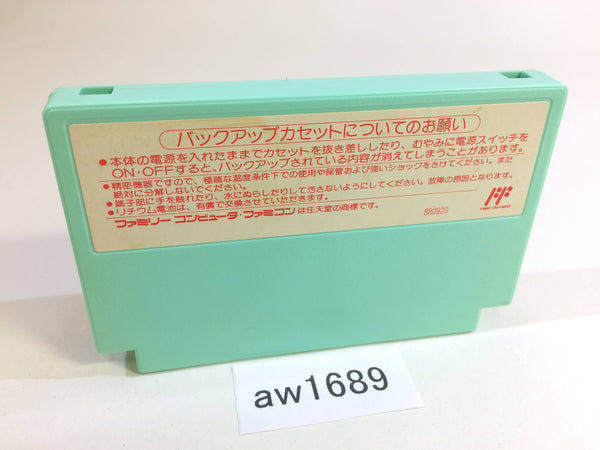 バックアップカセットについてのお願い
●本体の電源を入れたままでカセットを抜き差ししたり、むやみに電源スイッチを
ON・OFFすると、バックアップされている内容が消えてしまうことがあります。
●精密機器ですので、極端な温度条件下での使用や保管および強いショックをさけてください。また
絶対に分解しないでください。
●端子部に手を触れたり、水にぬらしたりして汚さないようにしてください。故障の原因となります。
●リチウム電池は、有償で交換させていただきます。
ファミリー コンピュータ・ファミコンは任天堂の商標です。
880920
aw1689